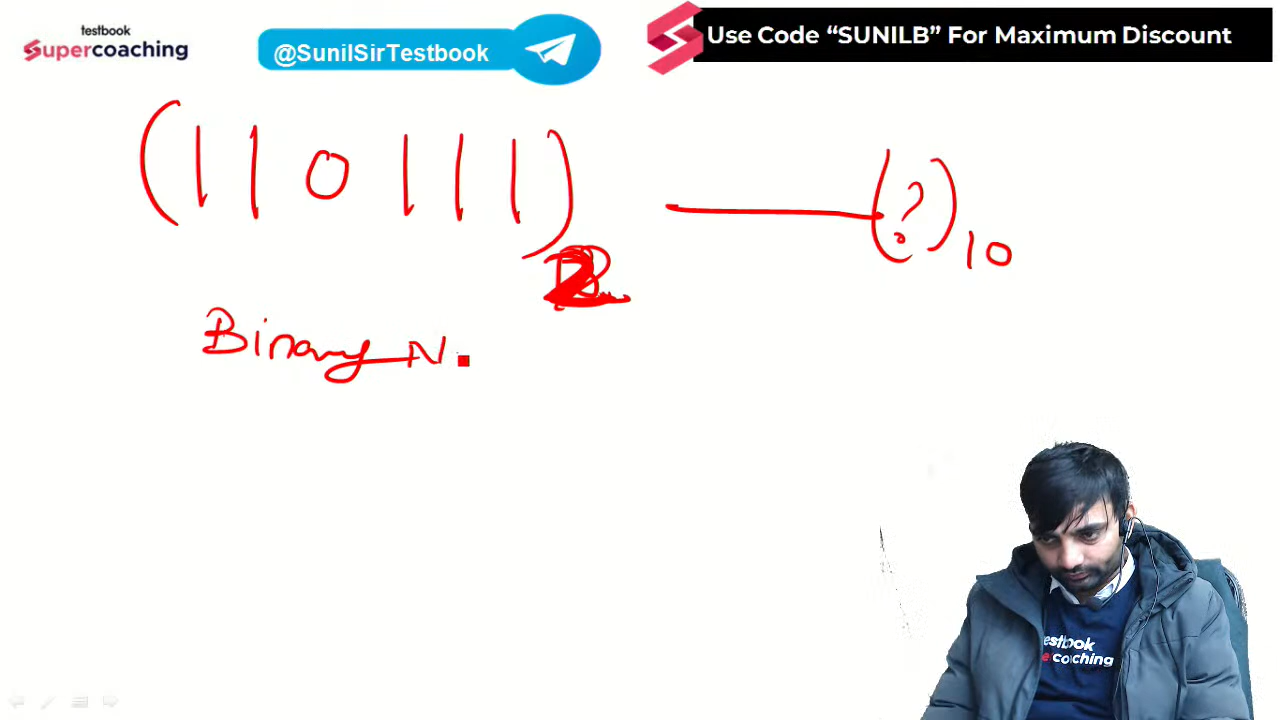 testbook
Supercoaching
@SunilSirTestbook
Use Code “SUNILB” For Maximum Discount
(110111)2
(?)10
Binary N
testbook
coaching